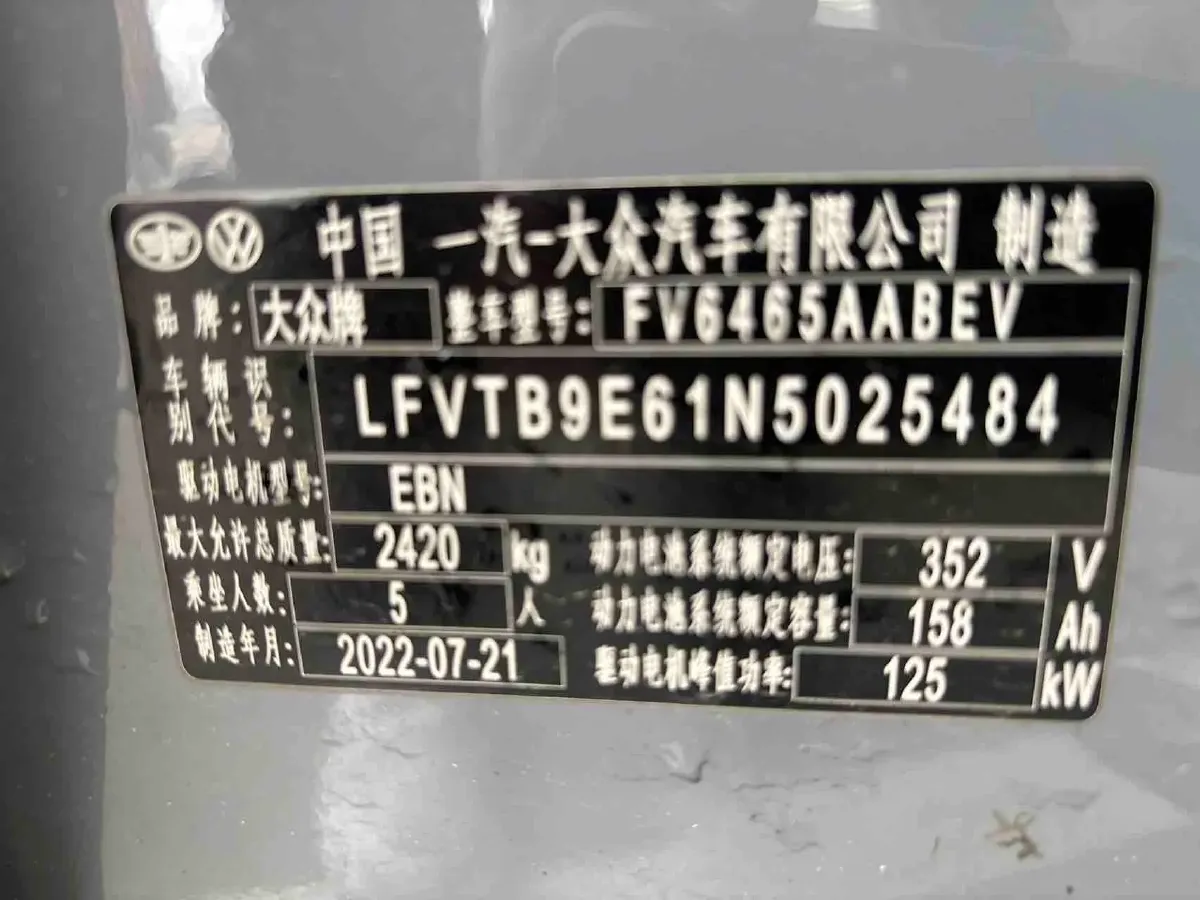 中国 一汽-大众汽车有限公司 制造
品牌: 大众牌 整车型号: FV6465AABEV
车辆识别代号: LFVTB9E61N5025484
驱动电机型号: EBN
最大允许总质量: 2420 kg 动力电池系统额定电压: 352 V
乘坐人数: 5 人 动力电池系统额定容量: 158 Ah
制造年月: 2022-07-21 驱动电机峰值功率: 125 kW